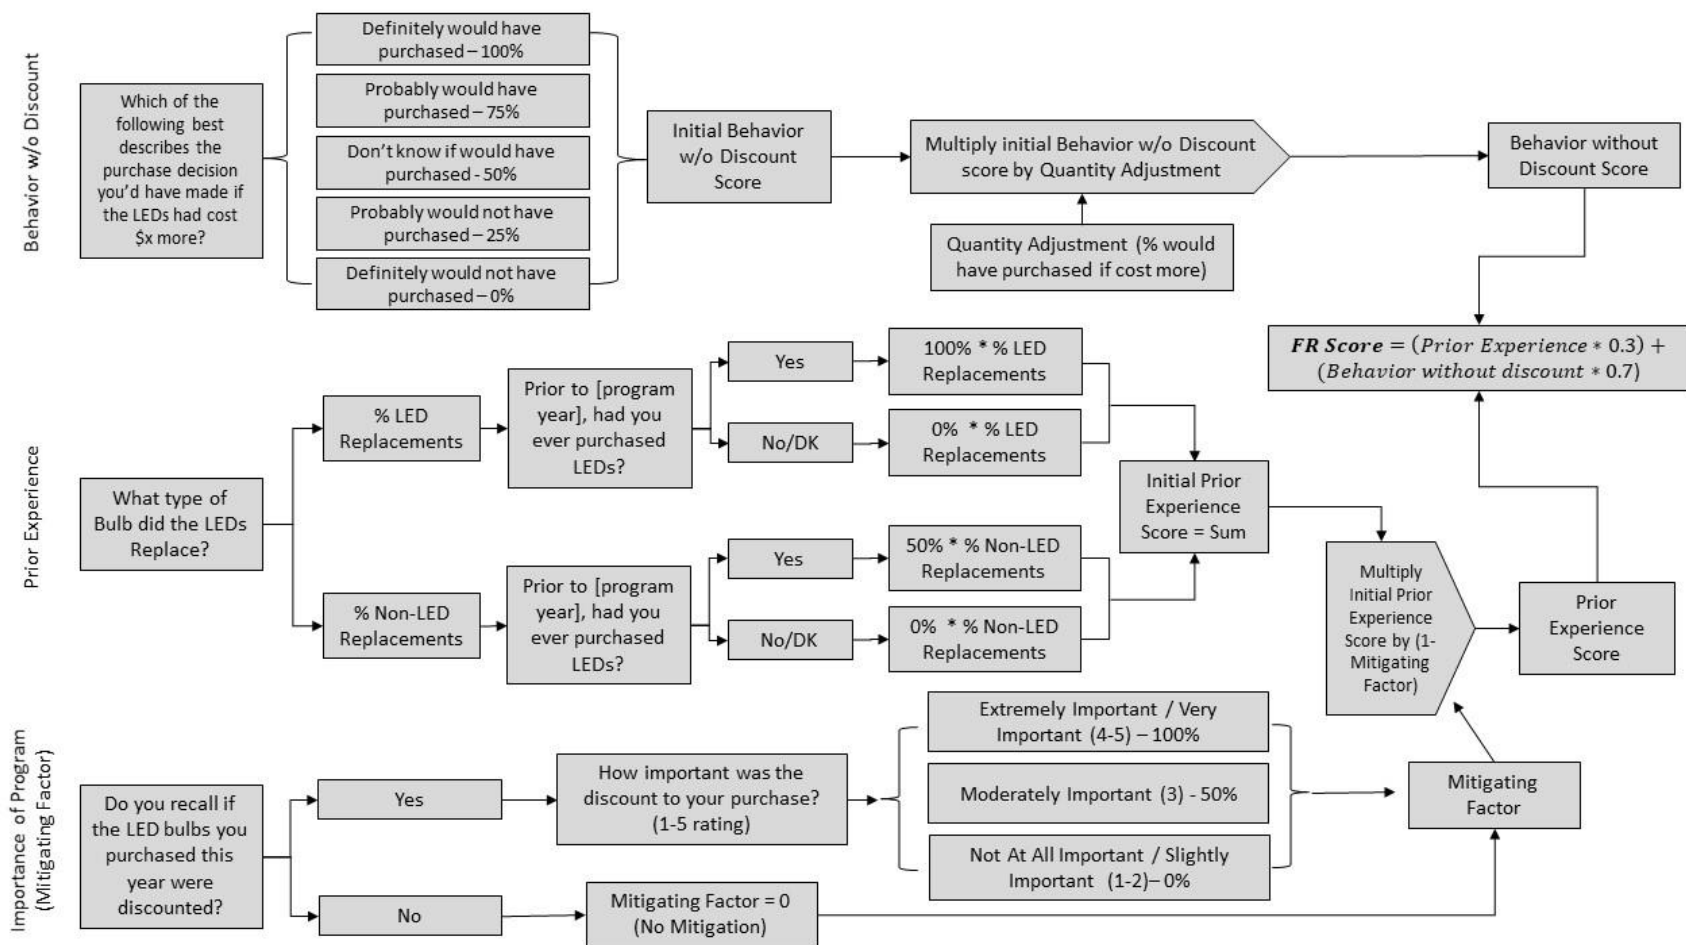 Behavior w/o Discount
Which of the
following best
describes the
purchase decision
you'd have made if
the LEDs had cost
$x more?
Definitely would have
purchased – 100%
Probably would have
purchased – 75%
Don't know if would have
purchased - 50%
Probably would not have
purchased – 25%
Definitely would not have
purchased – 0%
Initial Behavior
w/o Discount
Score
Multiply initial Behavior w/o Discount
score by Quantity Adjustment
Quantity Adjustment (% would
have purchased if cost more)
Behavior without
Discount Score
FR Score = (Prior Experience * 0.3) +
(Behavior without discount * 0.7)
Prior Experience
What type of
Bulb did the LEDs
Replace?
% LED
Replacements
Prior to [program
year], had you
ever purchased
LEDs?
Yes
No/DK
100% * % LED
Replacements
0% * % LED
Replacements
% Non-LED
Replacements
Prior to [program
year], had you
ever purchased
LEDs?
Yes
No/DK
50% * % Non-LED
Replacements
0% * % Non-LED
Replacements
Initial Prior
Experience
Score = Sum
Multiply
Initial Prior
Experience
Score by (1-
Mitigating
Factor)
Prior
Experience
Score
Importance of Program
(Mitigating Factor)
Do you recall if
the LED bulbs you
purchased this
year were
discounted?
Yes
No
How important was the
discount to your purchase?
(1-5 rating)
Mitigating Factor = 0
(No Mitigation)
Extremely Important / Very
Important (4-5) – 100%
Moderately Important (3) - 50%
Not At All Important / Slightly
Important (1-2)– 0%
Mitigating
Factor